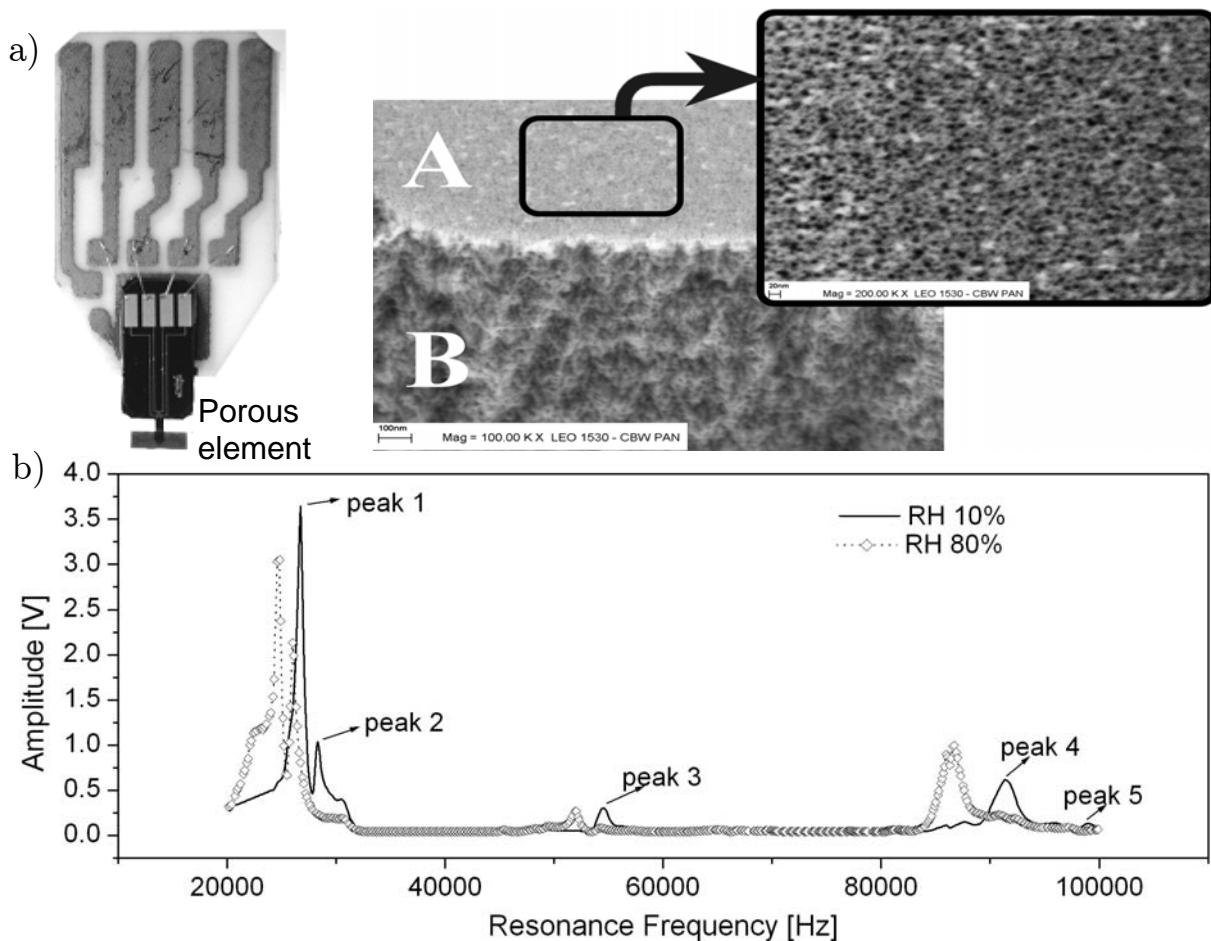 a)
A
B
20nm
Mag = 200.00 K X LEO 1530 - CBW PAN
100nm
Mag = 100.00 K X LEO 1530 - CBW PAN
Porous
element
b)
4.0
3.5
3.0
2.5
2.0
1.5
1.0
0.5
0.0
Amplitude [V]
peak 1
peak 2
peak 3
peak 4
peak 5
RH 10%
RH 80%
20000 40000 60000 80000 100000
Resonance Frequency [Hz]